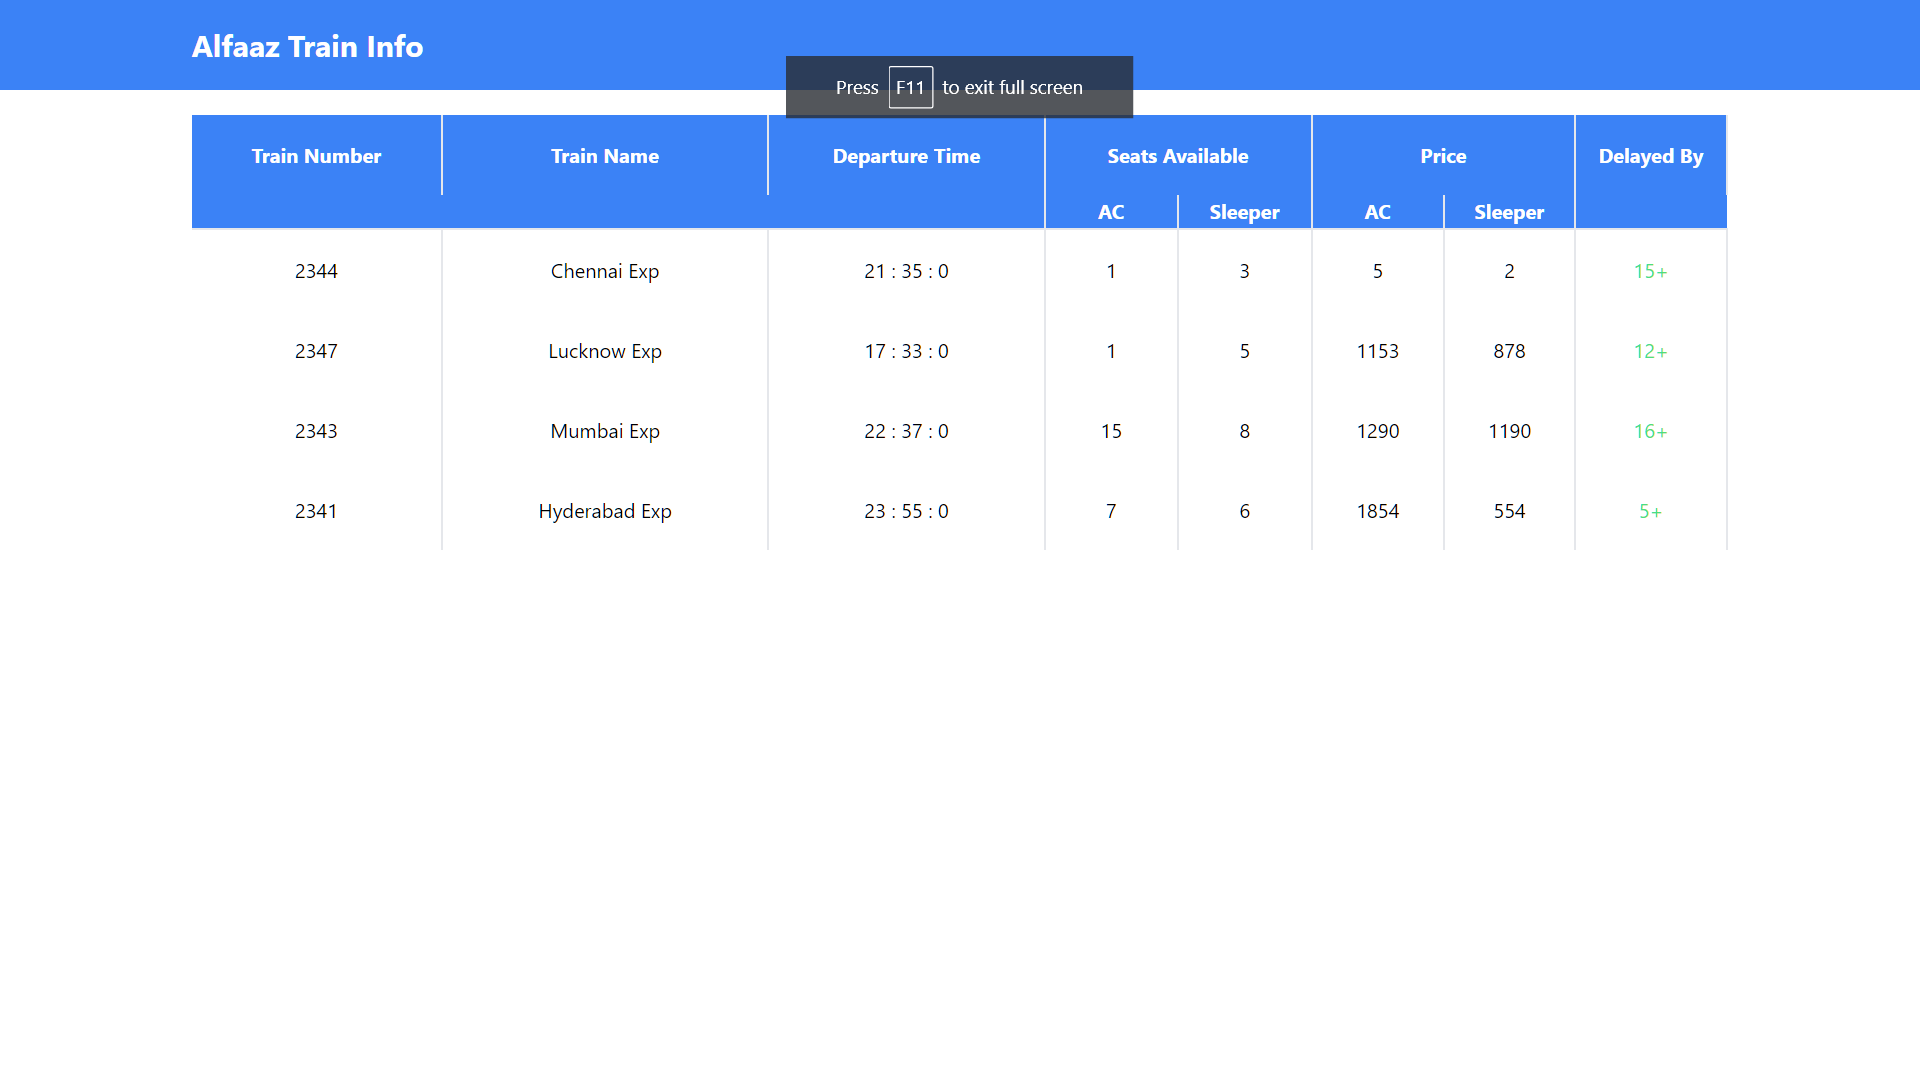 Alfaaz Train Info
Press F11 to exit full screen
Train Number Train Name Departure Time Seats Available Price Delayed By
AC Sleeper AC Sleeper
2344 Chennai Exp 21 : 35 : 0 1 3 5 2 15+
2347 Lucknow Exp 17 : 33 : 0 1 5 1153 878 12+
2343 Mumbai Exp 22 : 37 : 0 15 8 1290 1190 16+
2341 Hyderabad Exp 23 : 55 : 0 7 6 1854 554 5+